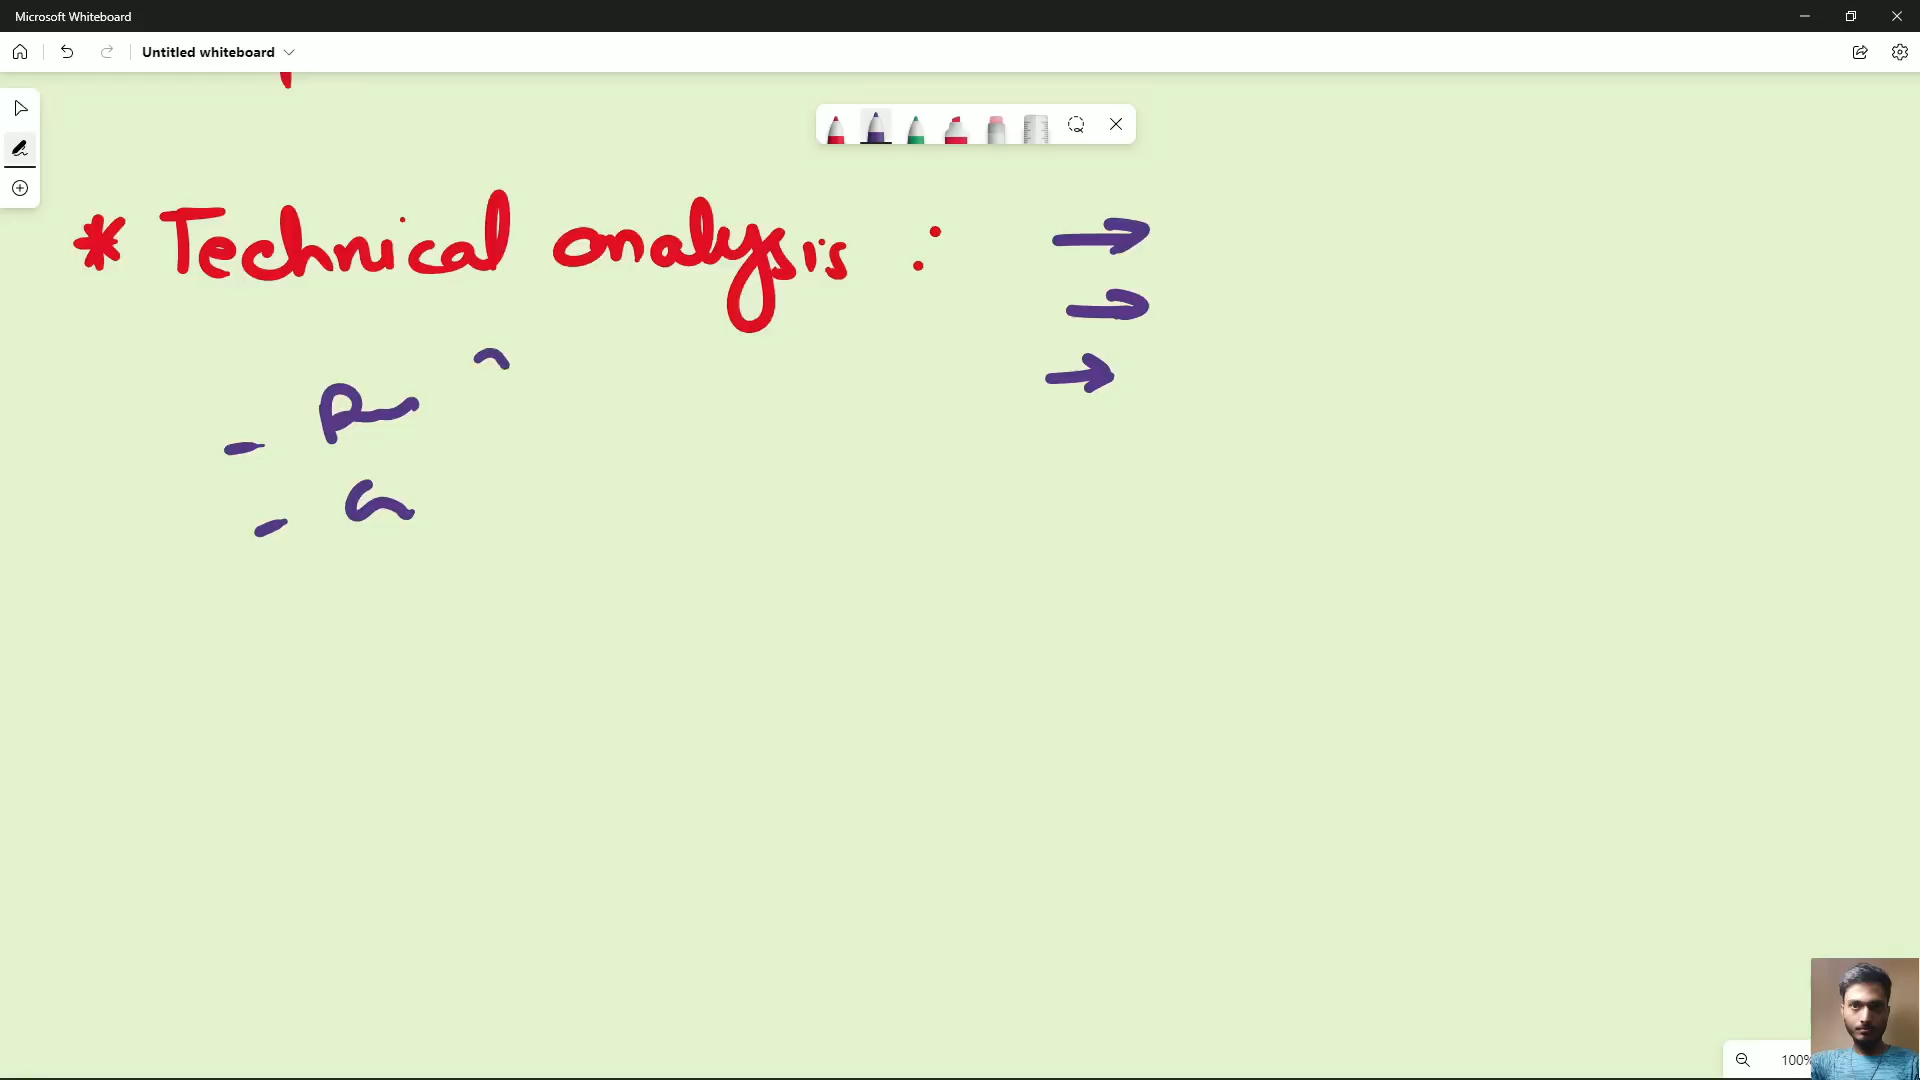 Microsoft Whiteboard
Untitled whiteboard
* Technical analysis :
100%